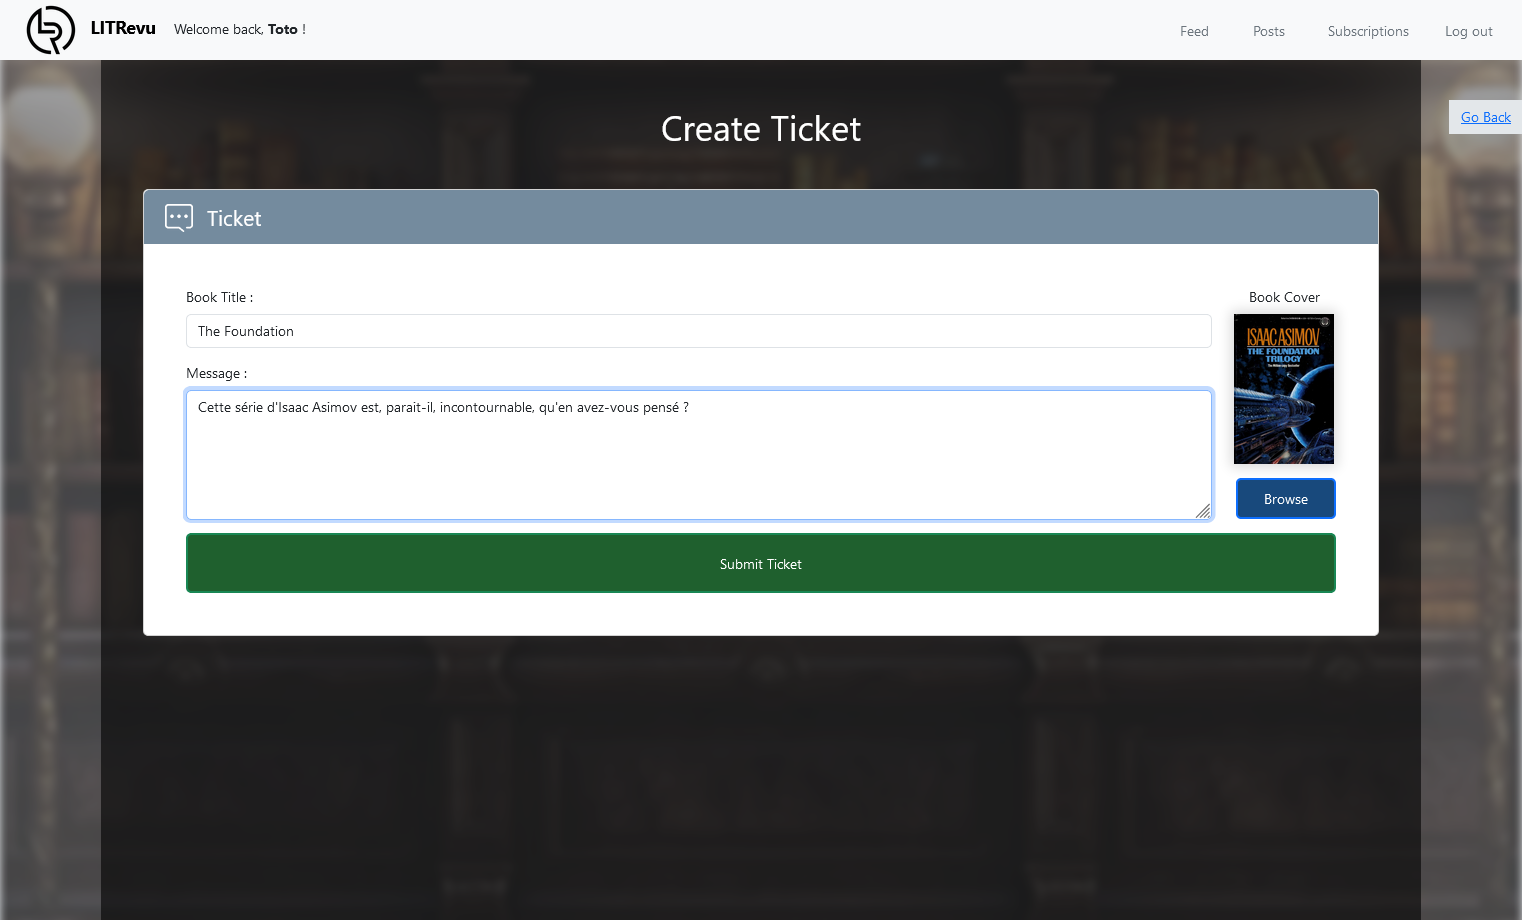 LITRevu Welcome back, Toto !
Feed Posts Subscriptions Log out
Go Back
Create Ticket
Ticket
Book Title :
The Foundation
Message :
Cette série d'Isaac Asimov est, parait-il, incontournable, qu'en avez-vous pensé ?
Book Cover
ISAAC ASIMOV
THE FOUNDATION
TRILOGY
Browse
Submit Ticket